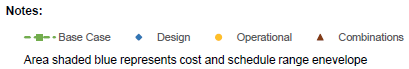 Notes:
Base Case Design Operational Combinations
Area shaded blue represents cost and schedule range enevelope